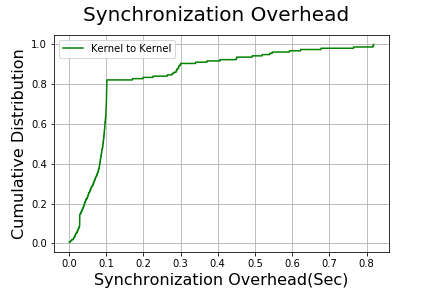 Synchronization Overhead
Kernel to Kernel
Cumulative Distribution
1.0
0.8
0.6
0.4
0.2
0.0
0.0 0.1 0.2 0.3 0.4 0.5 0.6 0.7 0.8
Synchronization Overhead(Sec)